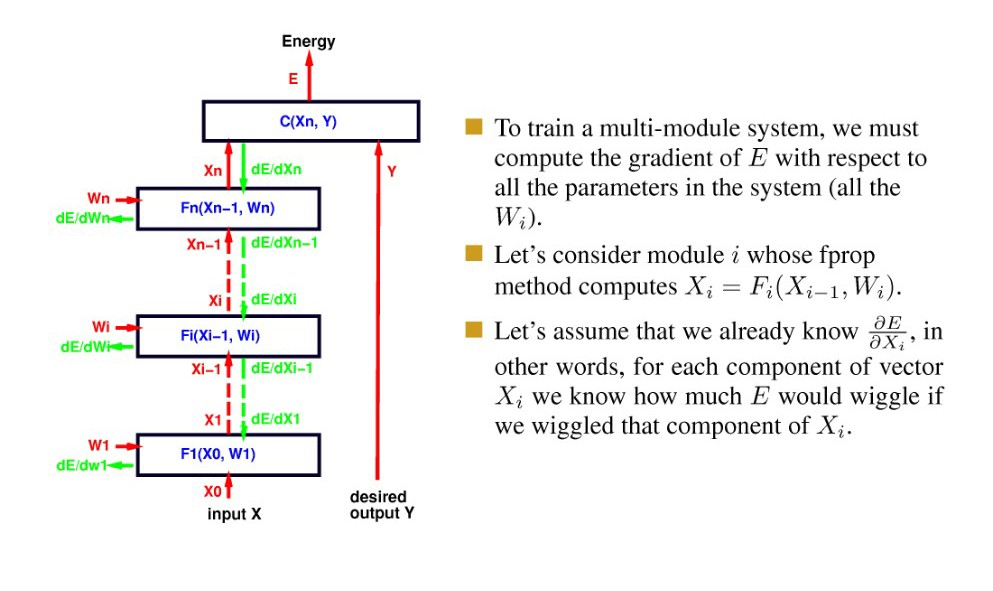 Energy
E
C(Xn, Y)
Xn
dE/dXn
Y
Wn
dE/dWn
Fn(Xn−1, Wn)
Xn−1
dE/dXn−1
Xi
dE/dXi
Wi
dE/dWi
Fi(Xi−1, Wi)
Xi−1
dE/dXi−1
X1
dE/dX1
W1
dE/dw1
F1(X0, W1)
X0
input X
desired
output Y
To train a multi-module system, we must
compute the gradient of E with respect to
all the parameters in the system (all the
W_i).
Let's consider module i whose fprop
method computes X_i = F_i(X_{i−1}, W_i).
Let's assume that we already know ∂E/∂X_i, in
other words, for each component of vector
X_i we know how much E would wiggle if
we wiggled that component of X_i.